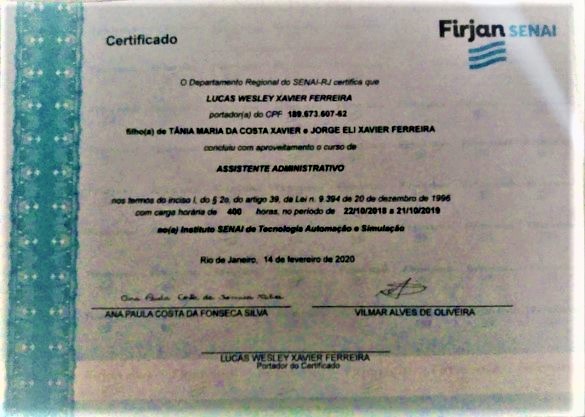 Certificado
Firjan SENAI
O Departamento Regional do SENAI-RJ certifica que
LUCAS WESLEY XAVIER FERREIRA
portador(a) do CPF 189.673.607-62
filho(a) de TÂNIA MARIA DA COSTA XAVIER e JORGE ELI XAVIER FERREIRA
concluiu com aproveitamento o curso de
ASSISTENTE ADMINISTRATIVO
nos termos do inciso I, do § 2o, do artigo 39, da Lei n. 9.394 de 20 de dezembro de 1996
com carga horária de 400 horas, no período de 22/10/2018 a 21/10/2019
no(a) Instituto SENAI de Tecnologia Automação e Simulação
Rio de Janeiro, 14 de fevereiro de 2020
Ana Paula
ANA PAULA COSTA DA FONSECA SILVA
VILMAR ALVES DE OLIVEIRA
LUCAS WESLEY XAVIER FERREIRA
Portador do Certificado